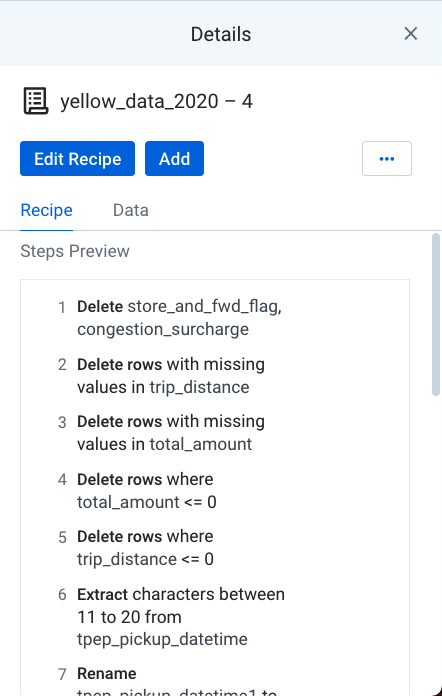 Details
yellow_data_2020 – 4
Edit Recipe
Add
Recipe
Data
Steps Preview
1 Delete store_and_fwd_flag,
congestion_surcharge
2 Delete rows with missing
values in trip_distance
3 Delete rows with missing
values in total_amount
4 Delete rows where
total_amount <= 0
5 Delete rows where
trip_distance <= 0
6 Extract characters between
11 to 20 from
tpep_pickup_datetime
7 Rename
tpep_pickup_datetime1 to